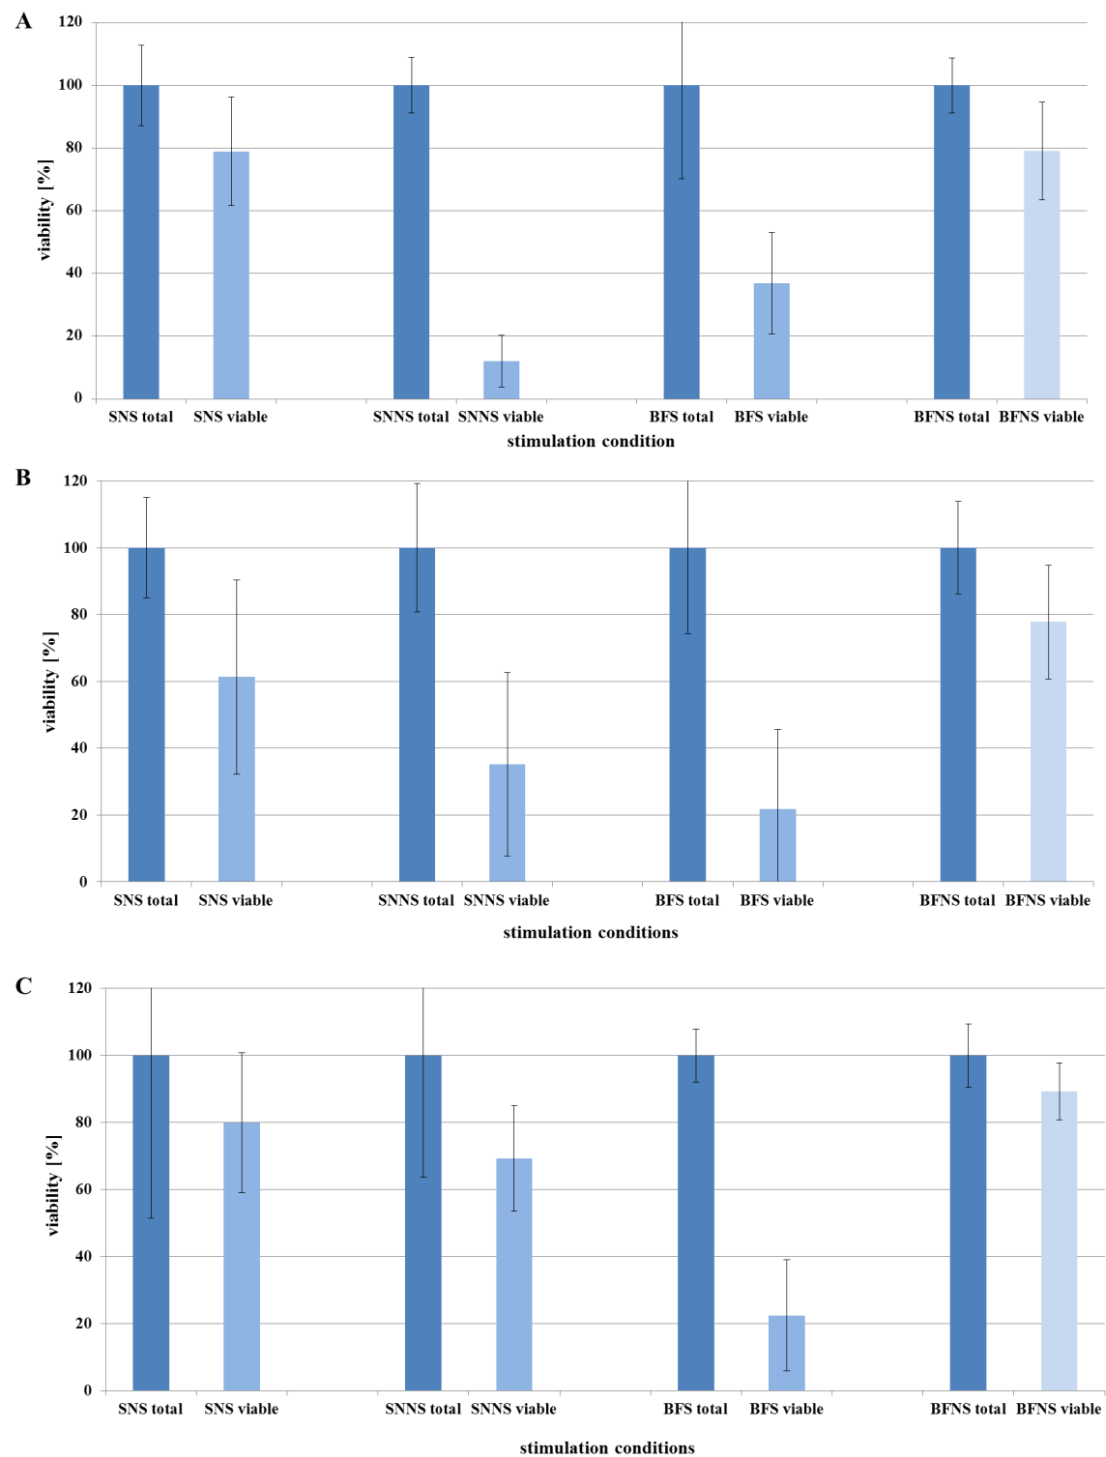 A
120
100
80
60
40
20
0
viability [%]
SNS total SNS viable SNNS total SNNS viable BFS total BFS viable BFNS total BFNS viable
stimulation condition
B
120
100
80
60
40
20
0
viability [%]
SNS total SNS viable SNNS total SNNS viable BFS total BFS viable BFNS total BFNS viable
stimulation conditions
C
120
100
80
60
40
20
0
viability [%]
SNS total SNS viable SNNS total SNNS viable BFS total BFS viable BFNS total BFNS viable
stimulation conditions